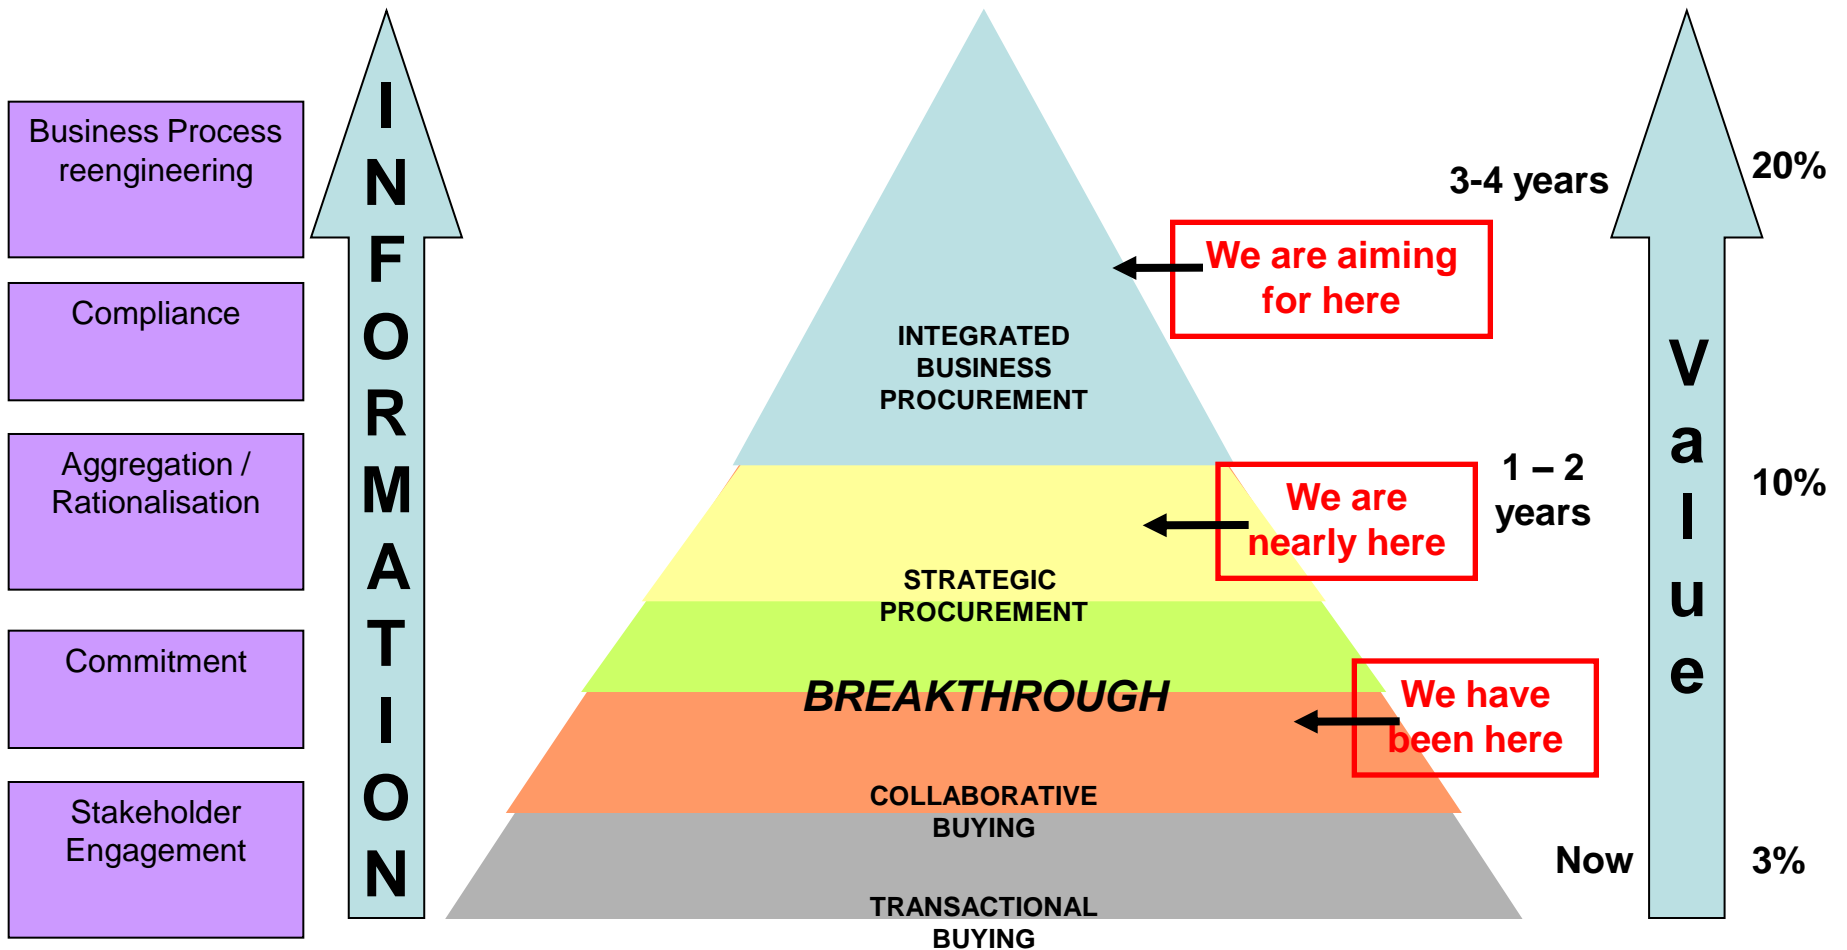 Business Process
reengineering
Compliance
Aggregation /
Rationalisation
Commitment
Stakeholder
Engagement
INFORMATION
INTEGRATED
BUSINESS
PROCUREMENT
STRATEGIC
PROCUREMENT
BREAKTHROUGH
COLLABORATIVE
BUYING
TRANSACTIONAL
BUYING
We are aiming
for here
We are
nearly here
We have
been here
3-4 years
1 – 2
years
Now
Value
20%
10%
3%